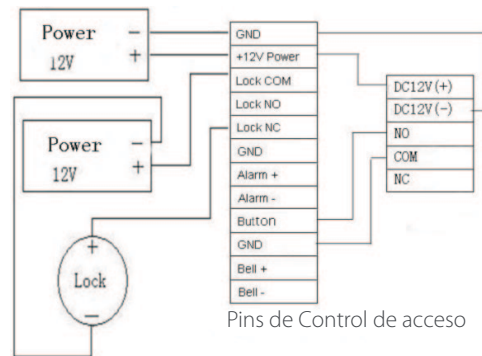 Power
12V
-
+
Power
12V
-
+
+
Lock
-
GND
+12V Power
Lock COM
Lock NO
Lock NC
GND
Alarm +
Alarm -
Button
GND
Bell +
Bell -
DC12V(+)
DC12V(-)
NO
COM
NC
Pins de Control de acceso